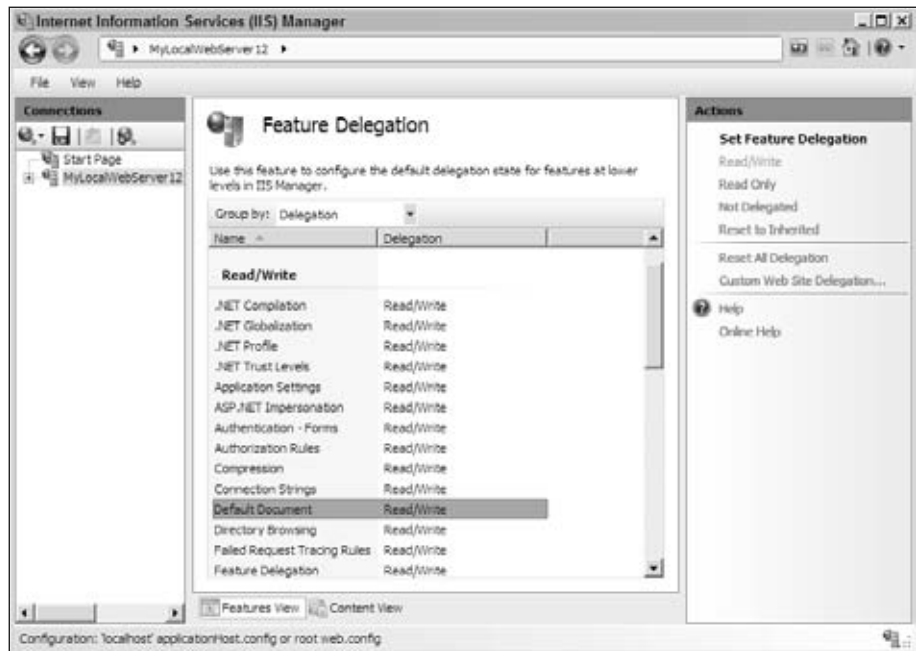 Internet Information Services (IIS) Manager
MyLocalWebServer12
File View Help
Connections
Start Page
MyLocalWebServer12
Feature Delegation
Use this feature to configure the default delegation state for features at lower
levels in IIS Manager.
Group by: Delegation
Name Delegation
Read/Write
.NET Compilation Read/Write
.NET Globalization Read/Write
.NET Profile Read/Write
.NET Trust Levels Read/Write
Application Settings Read/Write
ASP.NET Impersonation Read/Write
Authentication - Forms Read/Write
Authorization Rules Read/Write
Compression Read/Write
Connection Strings Read/Write
Default Document Read/Write
Directory Browsing Read/Write
Failed Request Tracing Rules Read/Write
Feature Delegation Read/Write
Features View Content View
Actions
Set Feature Delegation
Read/Write
Read Only
Not Delegated
Reset to Inherited
Reset All Delegation
Custom Web Site Delegation...
Help
Online Help
Configuration: 'localhost' applicationHost.config or root web.config